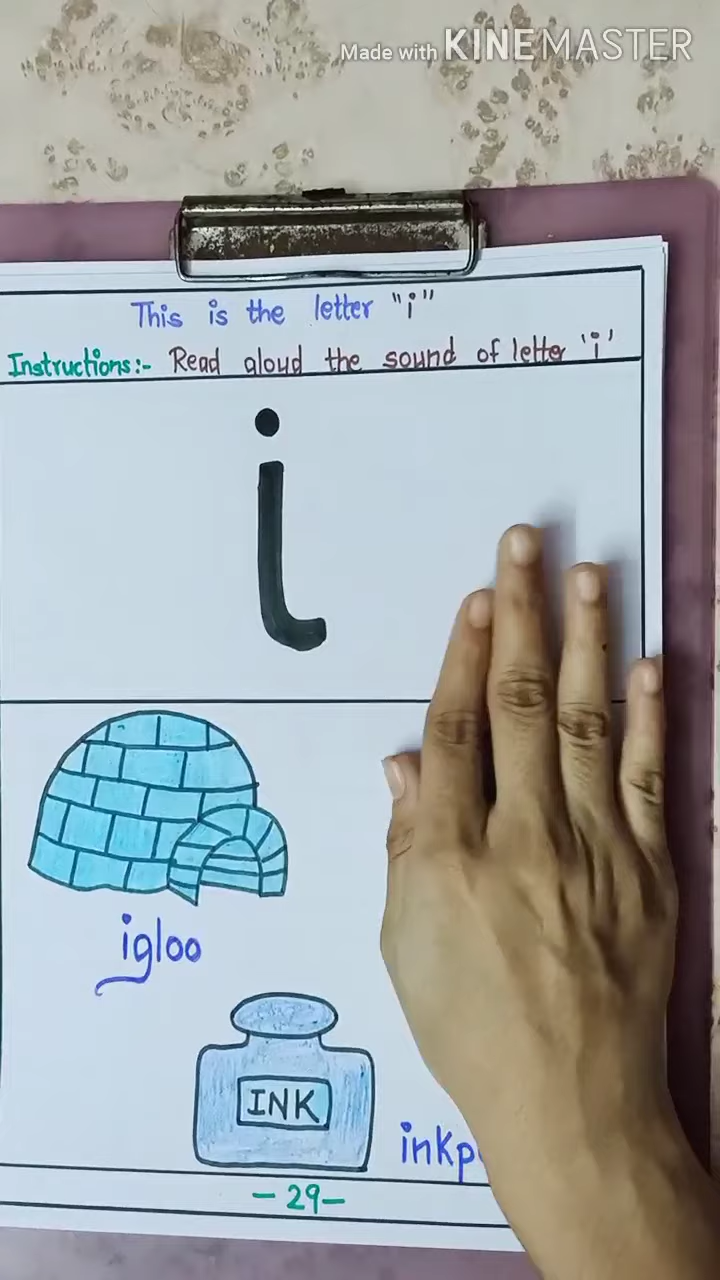 Made with KINEMASTER
This is the letter "i"
Instructions:- Read aloud the sound of letter 'i'
i
igloo
INK
-29-